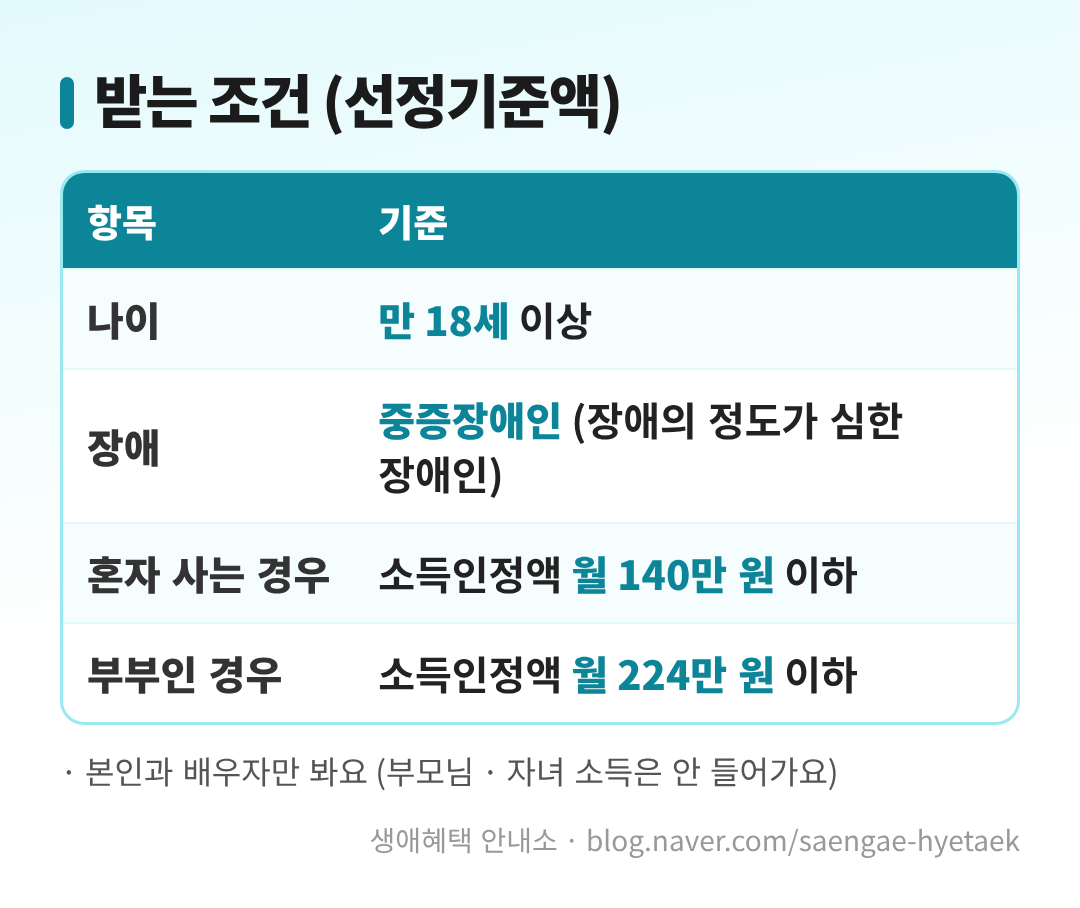 받는 조건 (선정기준액)
항목 기준
나이 만 18세 이상
장애 중증장애인 (장애의 정도가 심한
장애인)
혼자 사는 경우 소득인정액 월 140만 원 이하
부부인 경우 소득인정액 월 224만 원 이하
· 본인과 배우자만 봐요 (부모님 · 자녀 소득은 안 들어가요)
생애혜택 안내소 · blog.naver.com/saengae-hyetaek